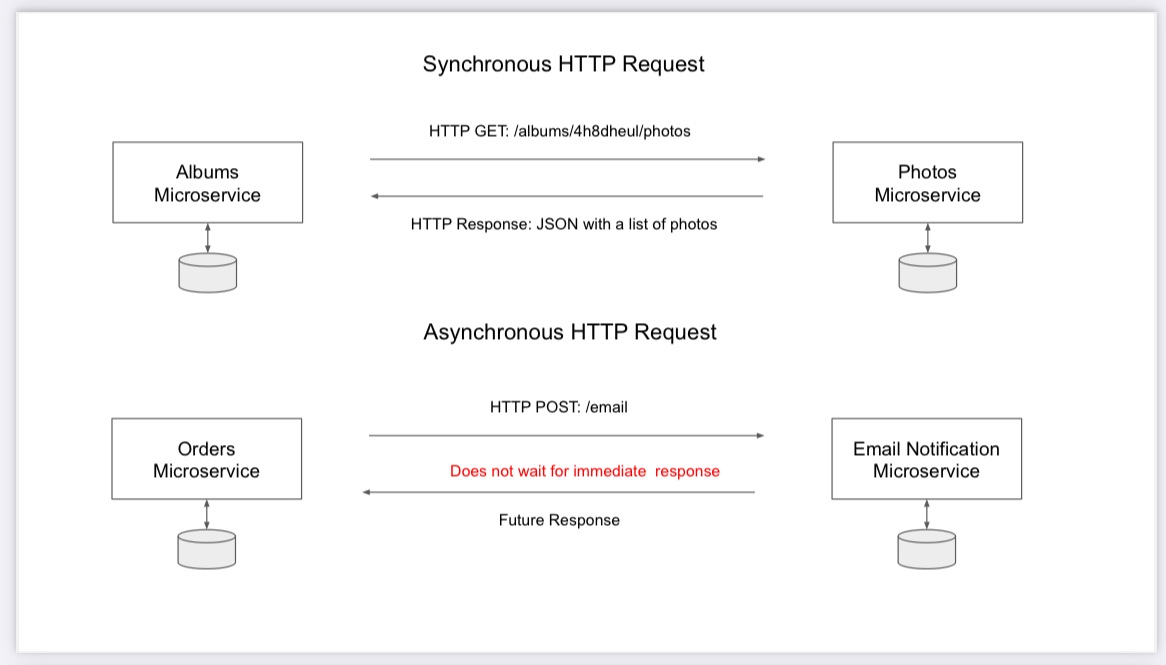 Synchronous HTTP Request
HTTP GET: /albums/4h8dheul/photos
Albums
Microservice
Photos
Microservice
HTTP Response: JSON with a list of photos
Asynchronous HTTP Request
HTTP POST: /email
Orders
Microservice
Does not wait for immediate  response
Email Notification
Microservice
Future Response